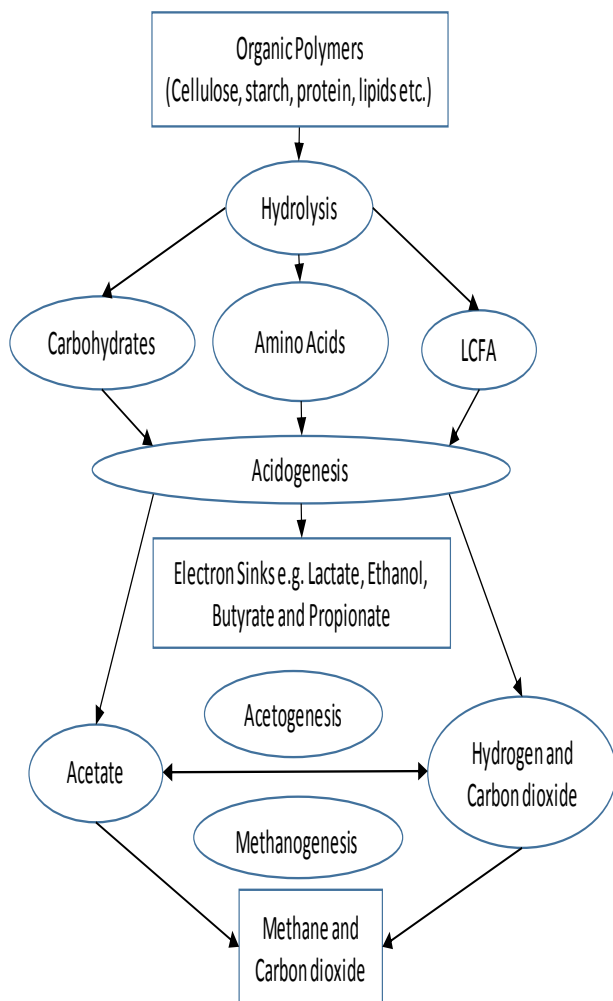 Organic Polymers
(Cellulose, starch, protein, lipids etc.)
Hydrolysis
Carbohydrates
Amino Acids
LCFA
Acidogenesis
Electron Sinks e.g. Lactate, Ethanol,
Butyrate and Propionate
Acetogenesis
Acetate
Hydrogen and
Carbon dioxide
Methanogenesis
Methane and
Carbon dioxide